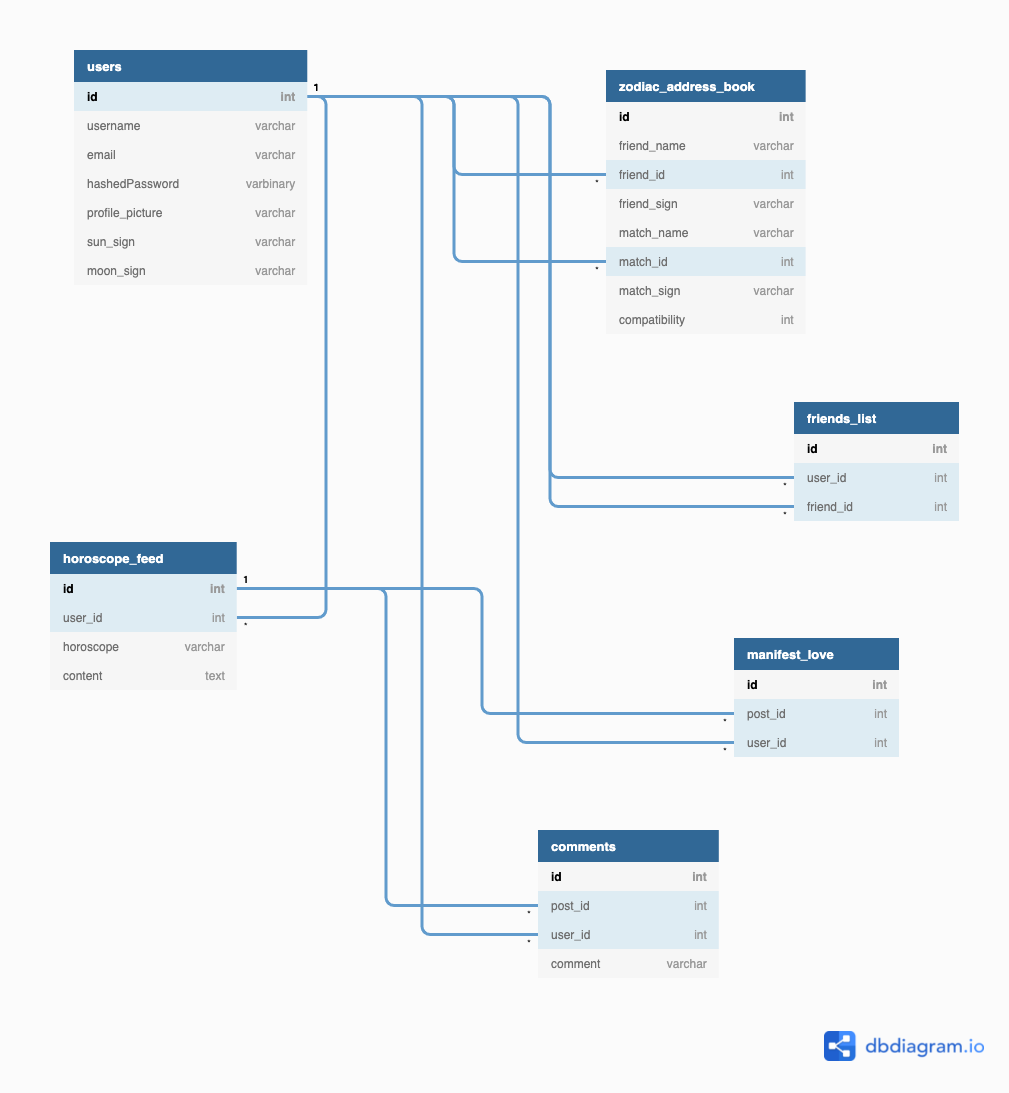 users
1
id int
username varchar
email varchar
hashedPassword varbinary
profile_picture varchar
sun_sign varchar
moon_sign varchar
zodiac_address_book
id int
friend_name varchar
friend_id int
*
friend_sign varchar
match_name varchar
match_id int
*
match_sign varchar
compatibility int
friends_list
id int
user_id int
*
friend_id int
*
horoscope_feed
1
id int
user_id int
*
horoscope varchar
content text
manifest_love
id int
post_id int
*
user_id int
*
comments
id int
post_id int
*
user_id int
*
comment varchar
dbdiagram.io